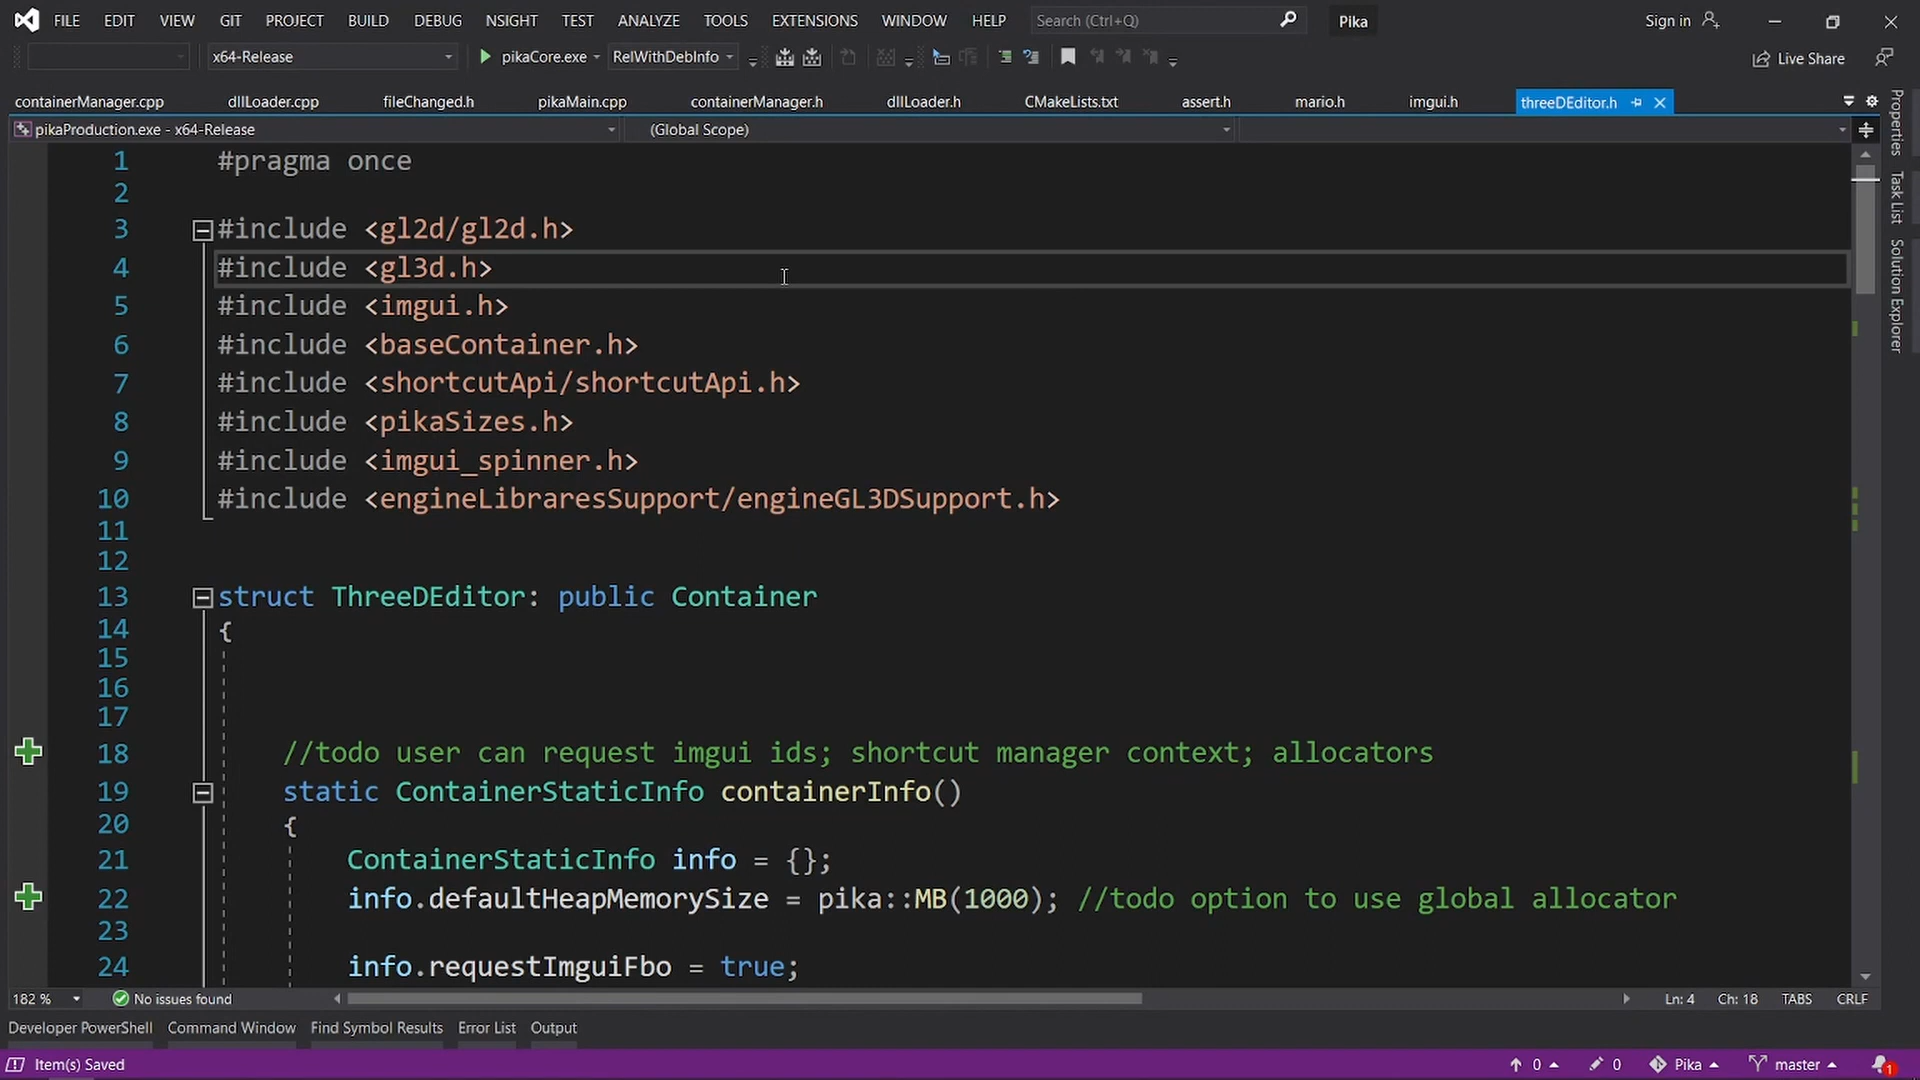 FILE EDIT VIEW GIT PROJECT BUILD DEBUG NSIGHT TEST ANALYZE TOOLS EXTENSIONS WINDOW HELP Search (Ctrl+Q) Pika Sign in
x64-Release pikaCore.exe RelWithDebInfo Live Share
containerManager.cpp dllLoader.cpp fileChanged.h pikaMain.cpp containerManager.h dllLoader.h CMakeLists.txt assert.h mario.h imgui.h threeDEditor.h
pikaProduction.exe - x64-Release (Global Scope)
1 #pragma once
2
3 #include <gl2d/gl2d.h>
4 #include <gl3d.h>
5 #include <imgui.h>
6 #include <baseContainer.h>
7 #include <shortcutApi/shortcutApi.h>
8 #include <pikaSizes.h>
9 #include <imgui_spinner.h>
10 #include <engineLibraresSupport/engineGL3DSupport.h>
11
12
13 struct ThreeDEditor: public Container
14 {
15
16
17
18 //todo user can request imgui ids; shortcut manager context; allocators
19 static ContainerStaticInfo containerInfo()
20 {
21 ContainerStaticInfo info = {};
22 info.defaultHeapMemorySize = pika::MB(1000); //todo option to use global allocator
23
24 info.requestImguiFbo = true;
Properties
Task List
Solution Explorer
182 % No issues found Ln: 4 Ch: 18 TABS CRLF
Developer PowerShell Command Window Find Symbol Results Error List Output
Item(s) Saved 0 0 Pika master 1